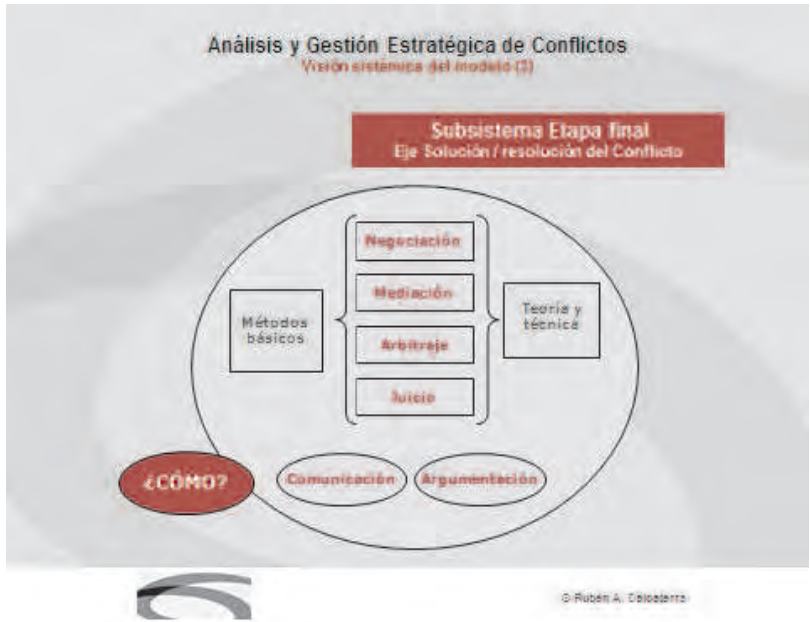 Análisis y Gestión Estratégica de Conflictos
Visión sistémica del modelo (3)
Subsistema Etapa final
Eje Solución / resolución del Conflicto
Negociación
Mediación
Métodos
básicos
Teoría y
técnica
Arbitraje
Juicio
¿CÓMO?
Comunicación
Argumentación
© Rubén A. Calcaterra